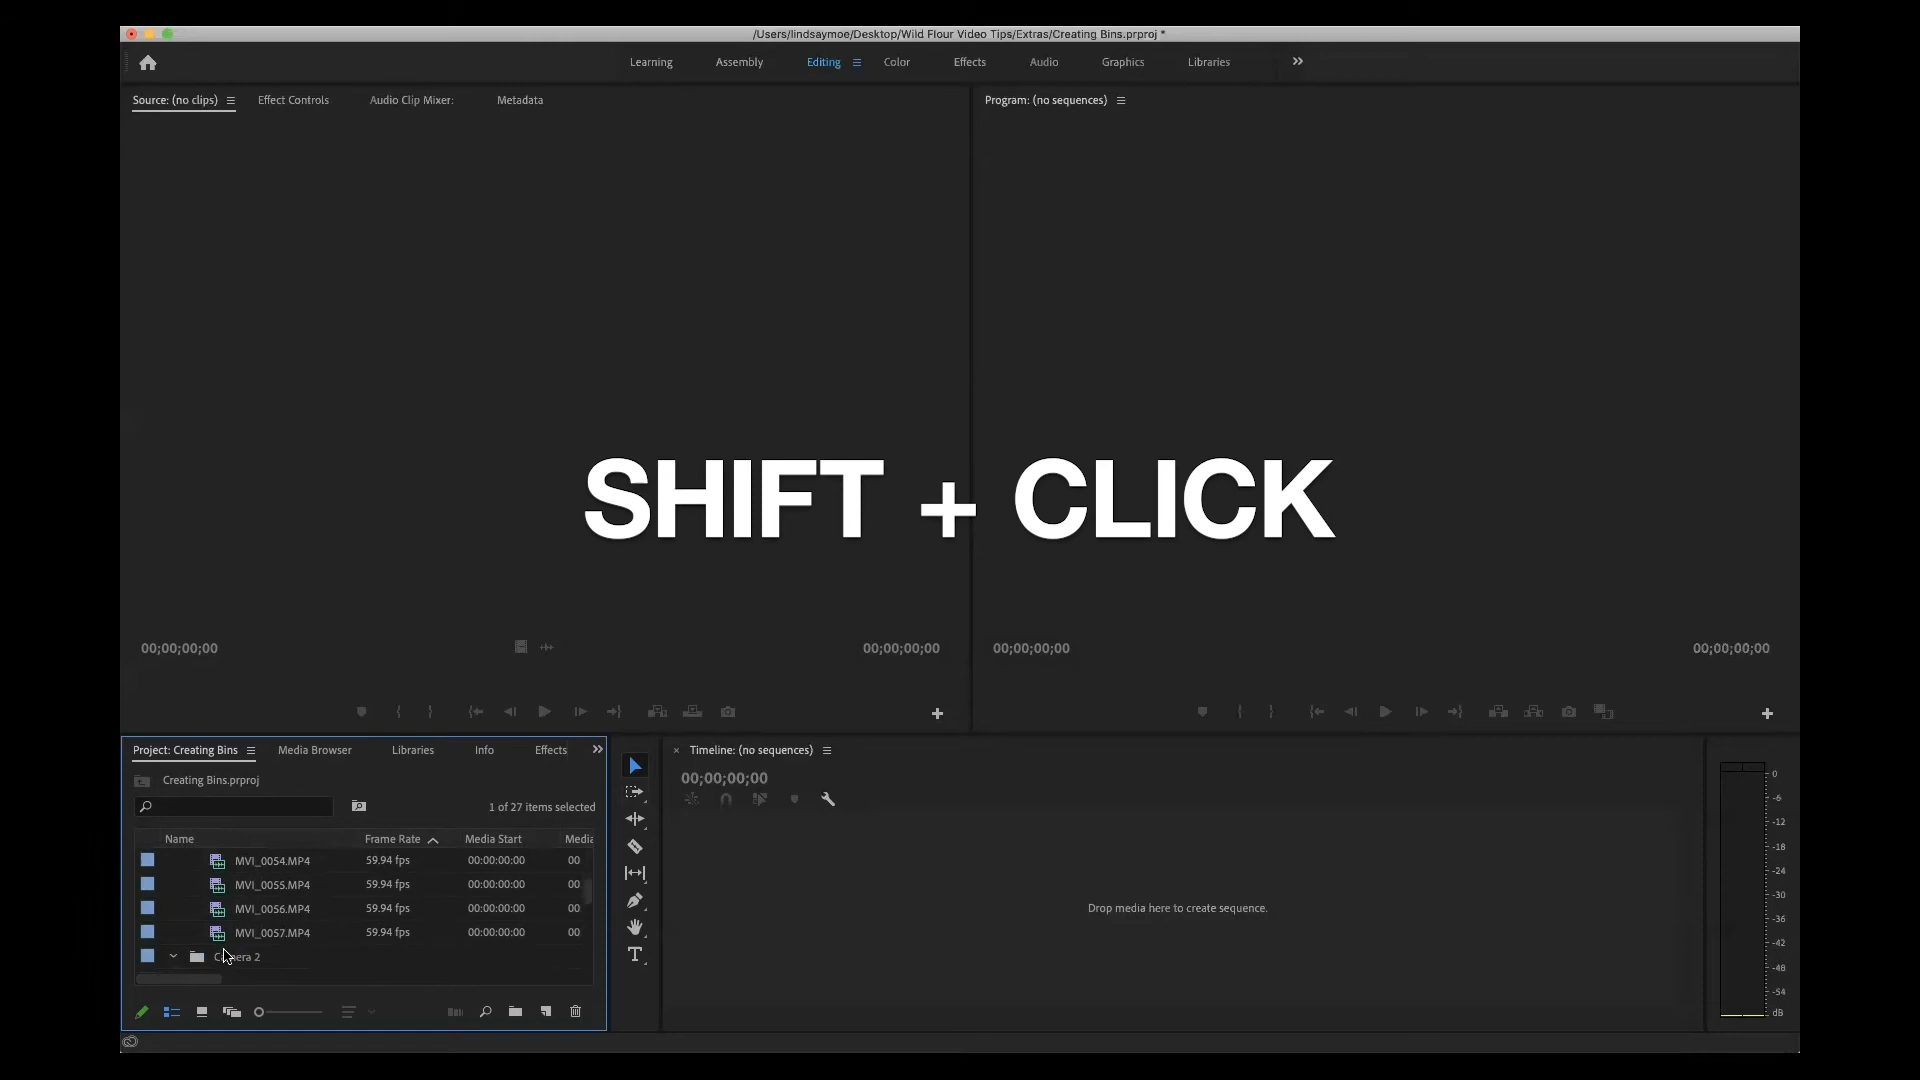 /Users/lindsaymoe/Desktop/Wild Flour Video Tips/Extras/Creating Bins.prproj *
Learning Assembly Editing Color Effects Audio Graphics Libraries
Source: (no clips) Effect Controls Audio Clip Mixer: Metadata
Program: (no sequences)
SHIFT + CLICK
00;00;00;00 00;00;00;00
00;00;00;00 00;00;00;00
Project: Creating Bins Media Browser Libraries Info Effects
Creating Bins.prproj
1 of 27 items selected
Name Frame Rate Media Start Media
MVI_0054.MP4 59.94 fps 00:00:00:00 00
MVI_0055.MP4 59.94 fps 00:00:00:00 00
MVI_0056.MP4 59.94 fps 00:00:00:00 00
MVI_0057.MP4 59.94 fps 00:00:00:00 00
Camera 2
Timeline: (no sequences)
00;00;00;00
Drop media here to create sequence.
0
-6
-12
-18
-24
-30
-36
-42
-48
-54
dB